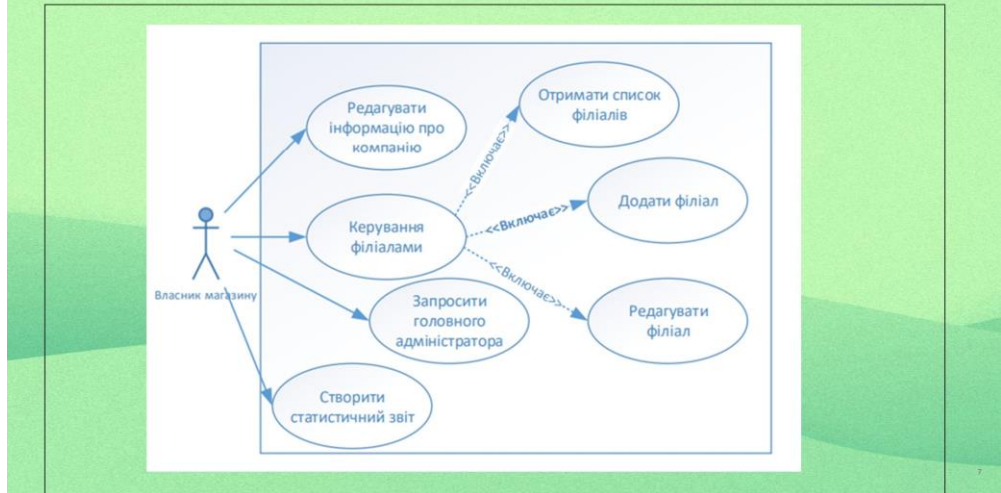 Редагувати
інформацію про
компанію
Отримати список
філіалів
<<Включає>>
Додати філіал
<<Включає>>
Керування
філіалами
<<Включає>>
Власник магазину
Запросити
головного
адміністратора
Редагувати
філіал
Створити
статистичний звіт
7